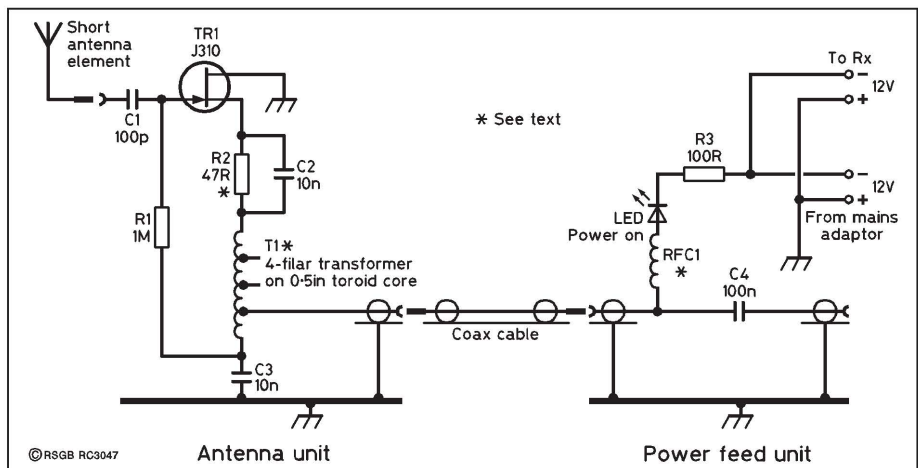 Short
antenna
element
TR1
J310
C1
100p
R1
1M
R2
47R
*
C2
10n
T1*
4-filar transformer
on 0·5in toroid core
C3
10n
* See text
Coax cable
To Rx
−
12V
+
R3
100R
−
12V
+
From mains
adaptor
LED
Power on
RFC1
*
C4
100n
©RSGB RC3047
Antenna unit
Power feed unit